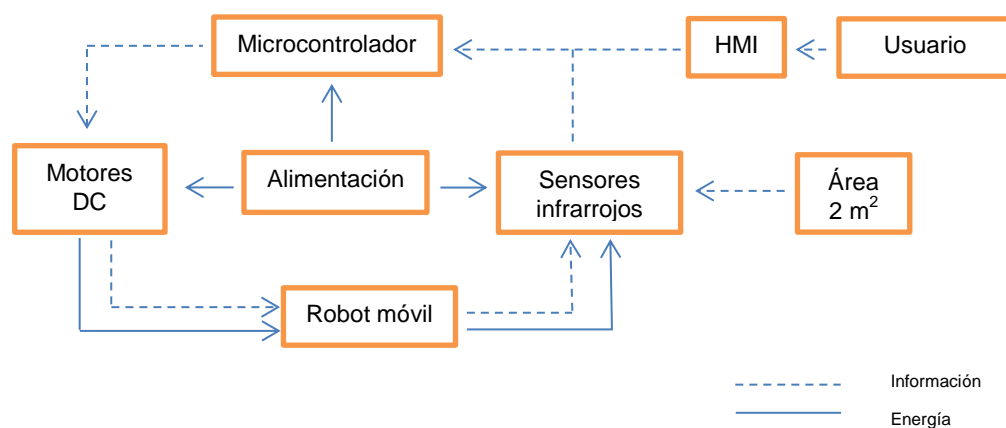 Microcontrolador
HMI
Usuario
Motores
DC
Alimentación
Sensores
infrarrojos
Área
2 m²
Robot móvil
Información
Energía